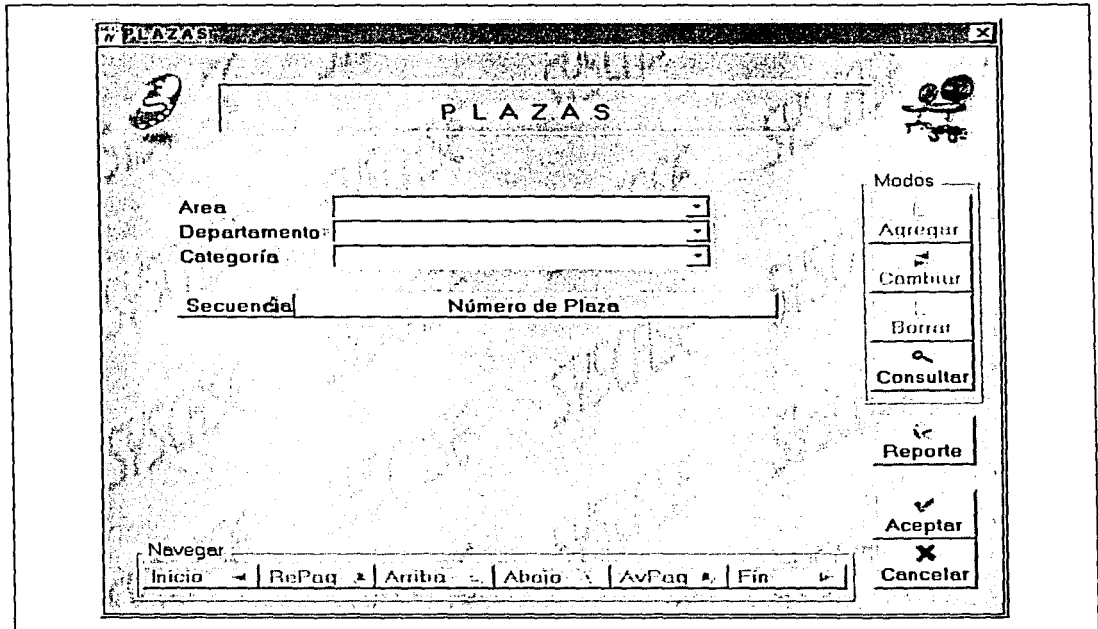 PLAZAS
PLAZAS
Area
Departamento
Categoría
Secuencia Número de Plaza
Modos
Agregar
Cambiar
Borrar
Consultar
Reporte
Aceptar
Cancelar
Navegar
Inicio RePag Arriba Abajo AvPag Fin